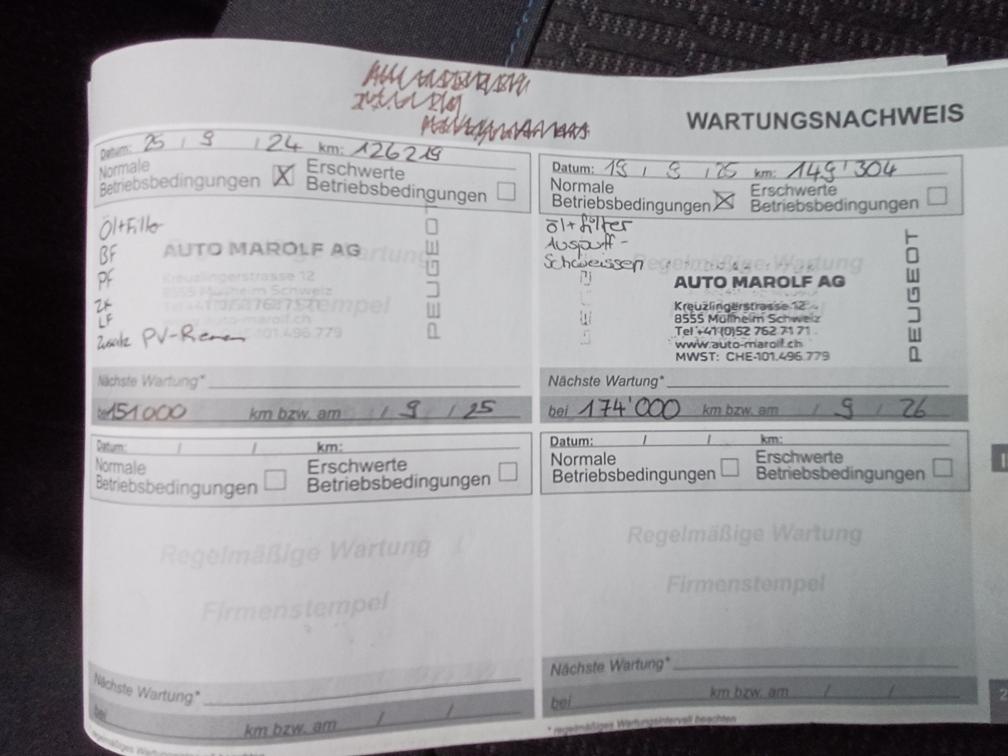 WARTUNGSNACHWEIS
Datum: 25 / 9 / 24 km: 126219
Normale Betriebsbedingungen X Erschwerte Betriebsbedingungen
Öl+Filter
BF
PF
ZK
LF
PV-Riemen
AUTO MAROLF AG
Kreuzlingerstrasse 12
8555 Müllheim Schweiz
PEUGEOT
Nächste Wartung*
bei 151000 km bzw. am / 9 / 25
Datum: 19 / 9 / 25 km: 149'304
Normale Betriebsbedingungen X Erschwerte Betriebsbedingungen
Öl+Filter
Auspuff-
Schweissen
Regelmäßige Wartung
AUTO MAROLF AG
Kreuzlingerstrasse 12
8555 Müllheim Schweiz
Tel +41 (0)52 762 71 71
www.auto-marolf.ch
MWST: CHE-101.496.779
PEUGEOT
Nächste Wartung*
bei 174'000 km bzw. am / 9 / 26
Datum: / / km:
Normale Betriebsbedingungen Erschwerte Betriebsbedingungen
Regelmäßige Wartung
Firmenstempel
Nächste Wartung*
bei km bzw. am / /
Datum: / / km:
Normale Betriebsbedingungen Erschwerte Betriebsbedingungen
Regelmäßige Wartung
Firmenstempel
Nächste Wartung*
bei km bzw. am / /
* regelmäßiges Wartungsintervall beachten